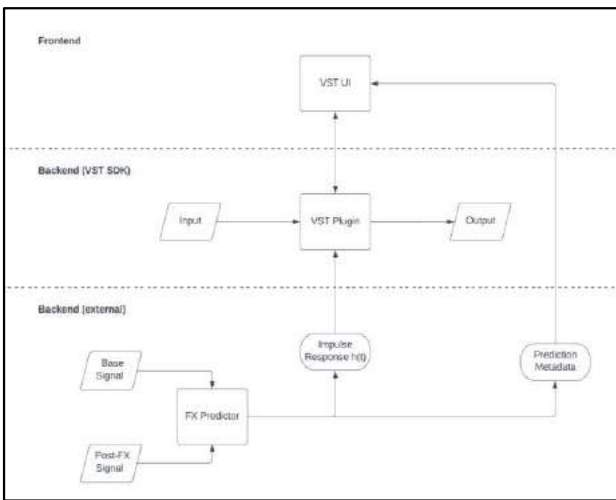 Frontend
VST UI
Backend (VST SDK)
Input
VST Plugin
Output
Backend (external)
Base
Signal
Impulse
Response h(t)
Prediction
Metadata
FX Predictor
Post-FX
Signal